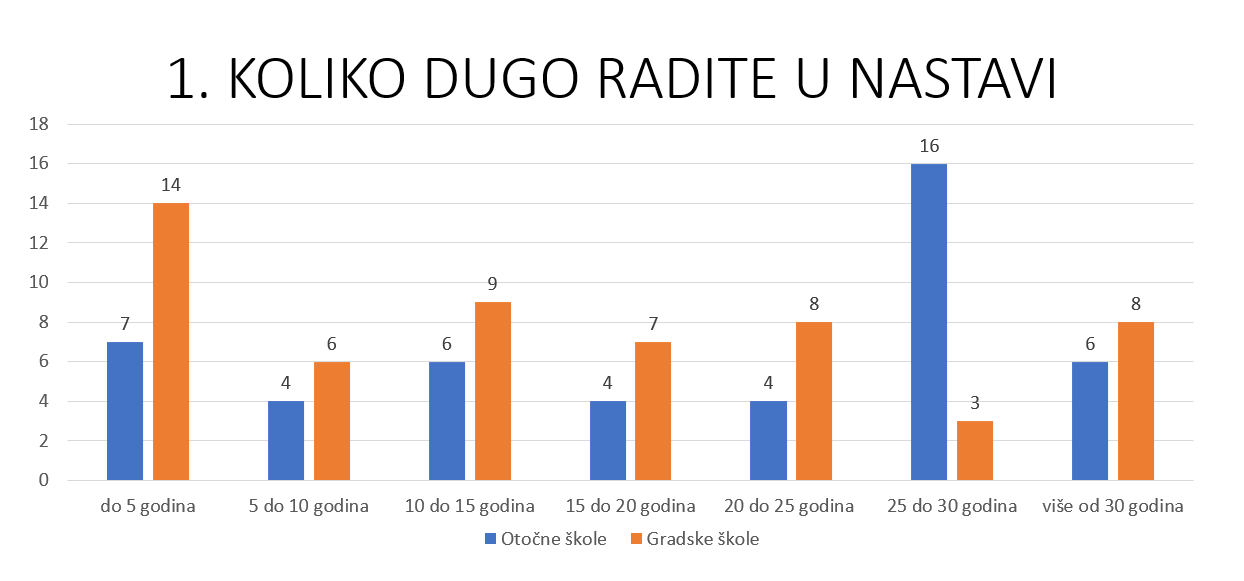 1. KOLIKO DUGO RADITE U NASTAVI
18
16
14
12
10
8
6
4
2
0
7
14
4
6
6
9
4
7
4
8
16
3
6
8
do 5 godina
5 do 10 godina
10 do 15 godina
15 do 20 godina
20 do 25 godina
25 do 30 godina
više od 30 godina
Otočne škole
Gradske škole